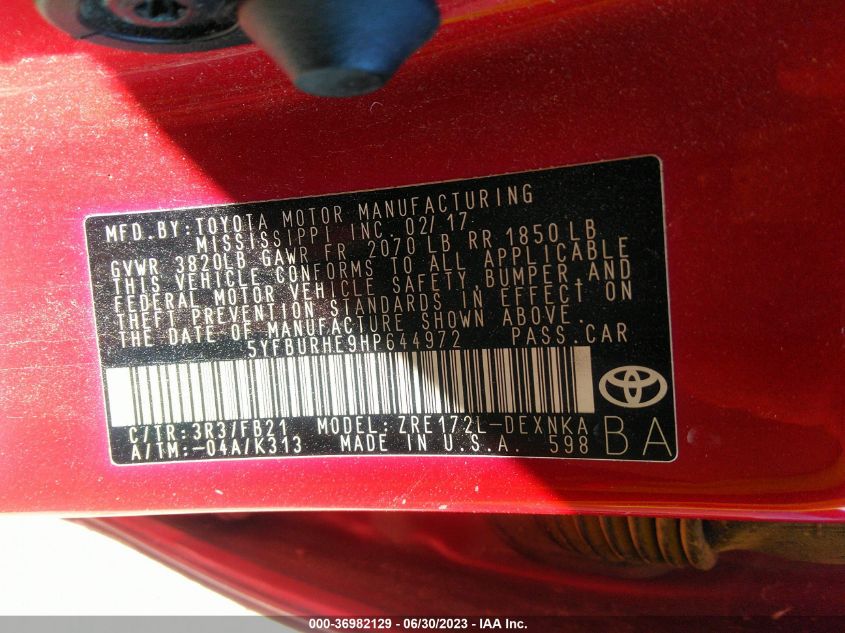 MFD.BY:TOYOTA MOTOR MANUFACTURING
MISSISSIPPI INC. 02/17
GVWR 3820LB GAWR FR 2070 LB RR 1850 LB
THIS VEHICLE CONFORMS TO ALL APPLICABLE
FEDERAL MOTOR VEHICLE SAFETY,BUMPER,AND
THEFT PREVENTION STANDARDS IN EFFECT ON
THE DATE OF MANUFACTURE SHOWN ABOVE.
5YFBURHE9HP644972 PASS.CAR
C/TR:3R3/FB21 MODEL:ZRE172L-DEXNKA
A/TM:-04A/K313 MADE IN U.S.A. 598
BA
000-36982129 - 06/30/2023 - IAA Inc.